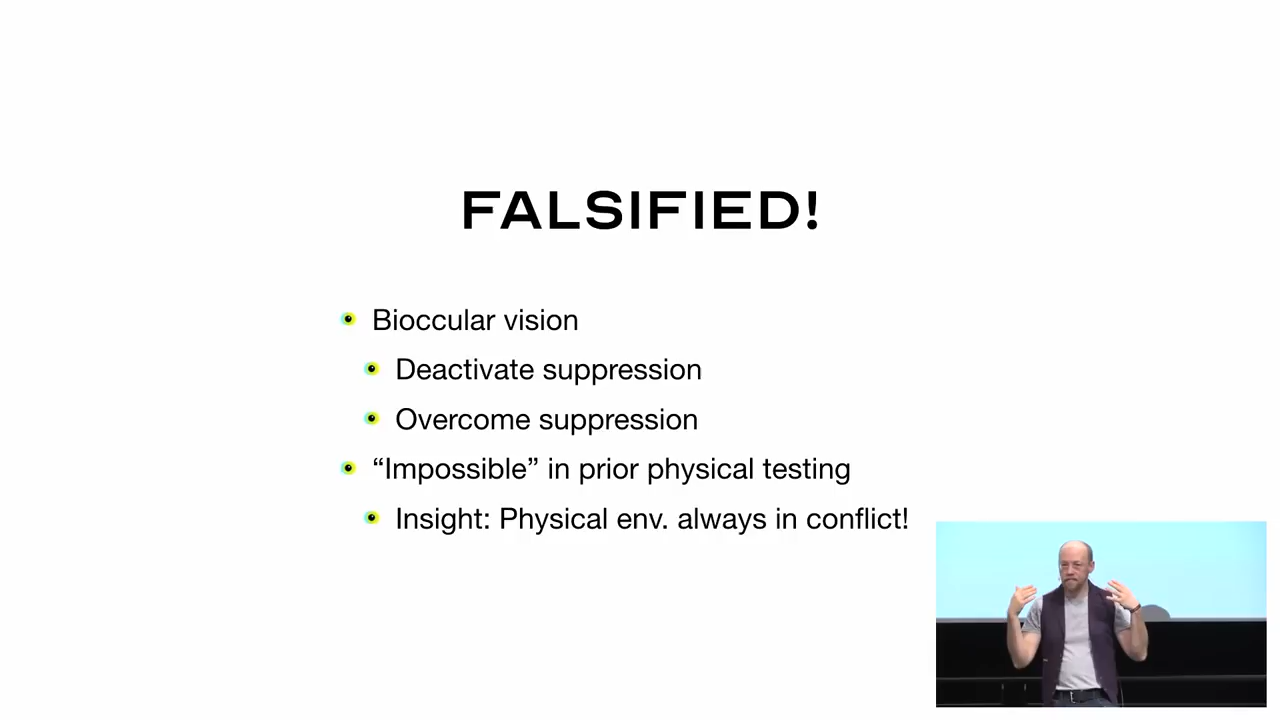 FALSIFIED!
Bioccular vision
Deactivate suppression
Overcome suppression
“Impossible” in prior physical testing
Insight: Physical env. always in conflict!